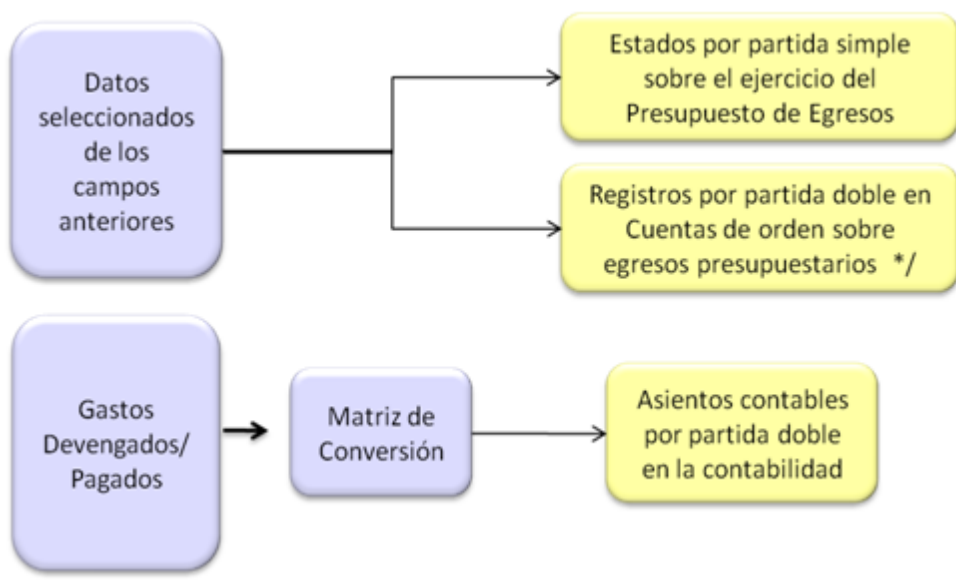 Datos
seleccionados
de los
campos
anteriores
Estados por partida simple
sobre el ejercicio del
Presupuesto de Egresos
Registros por partida doble en
Cuentas de orden sobre
egresos presupuestarios */
Gastos
Devengados/
Pagados
Matriz de
Conversión
Asientos contables
por partida doble
en la contabilidad